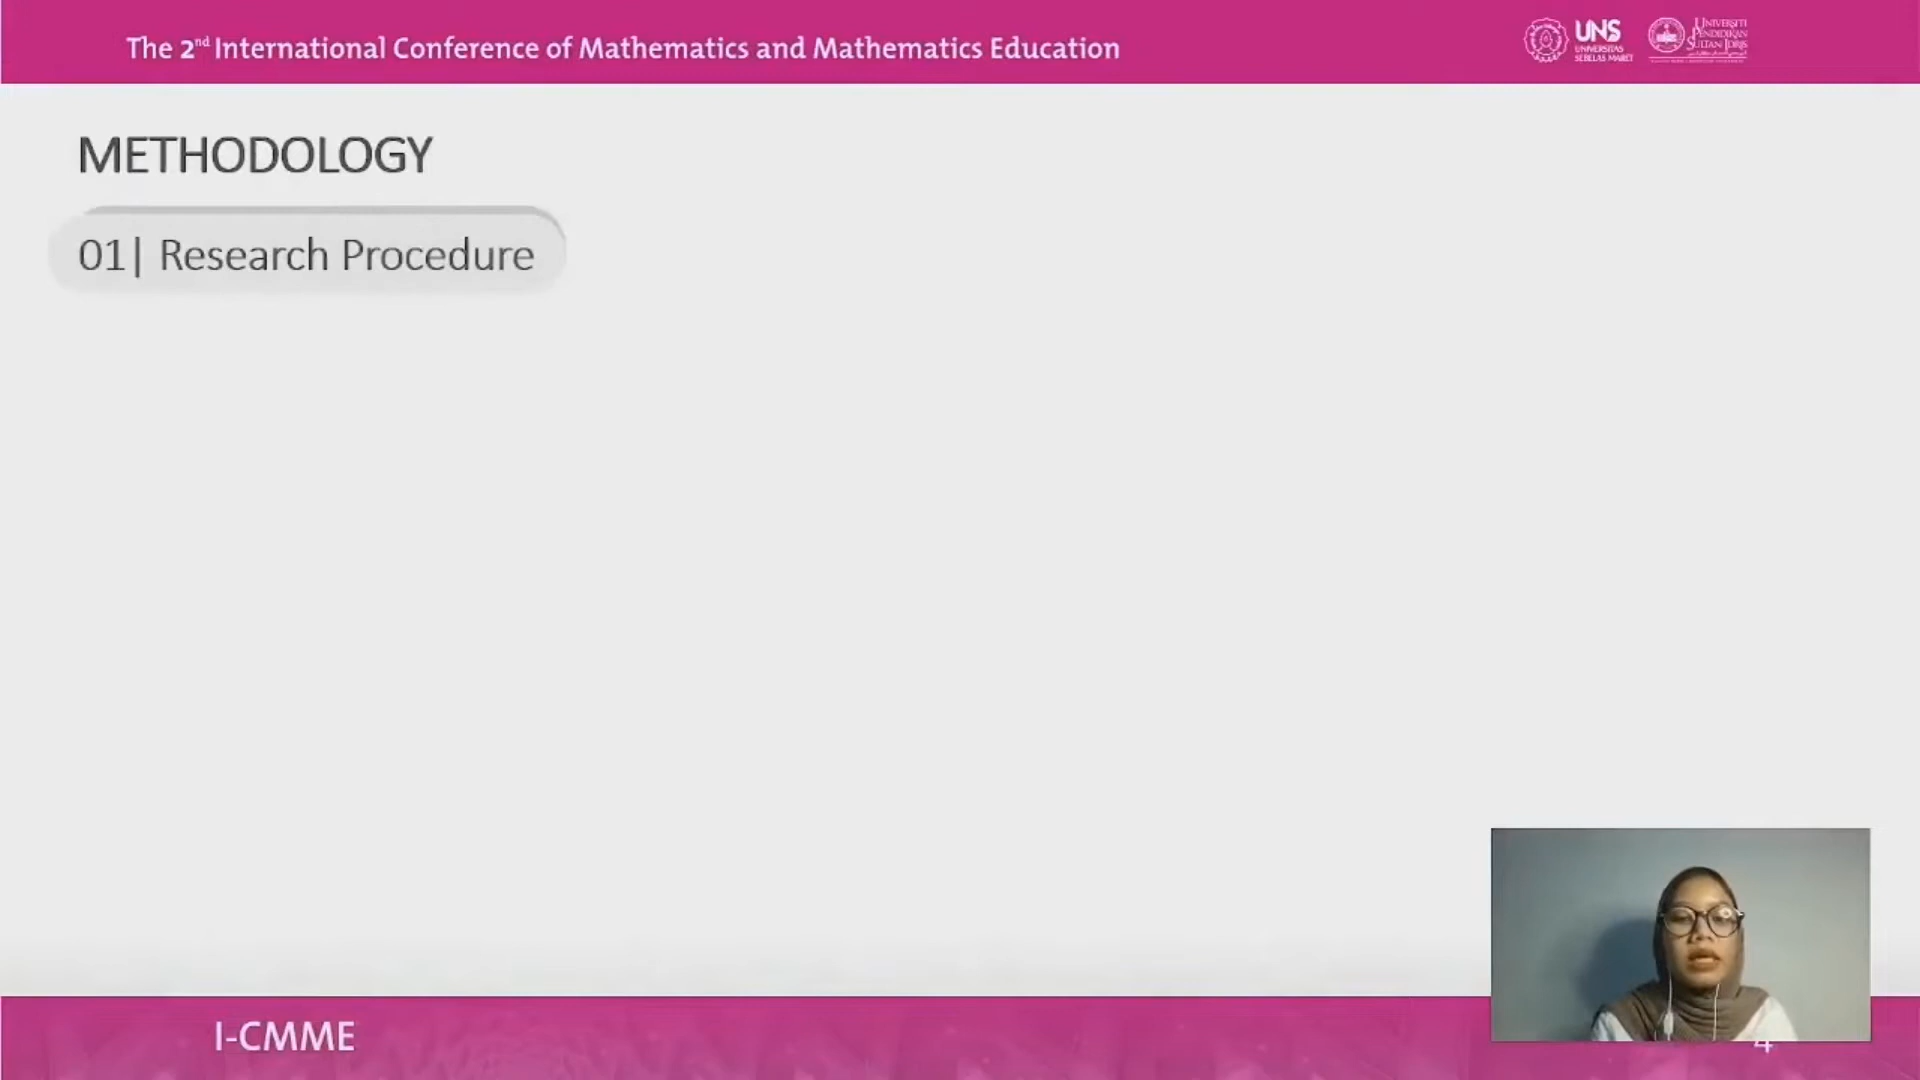 The 2nd International Conference of Mathematics and Mathematics Education
UNS
UNIVERSITAS
SEBELAS MARET
UNIVERSITI
PENDIDIKAN
SULTAN IDRIS
METHODOLOGY
01| Research Procedure
I-CMME
4